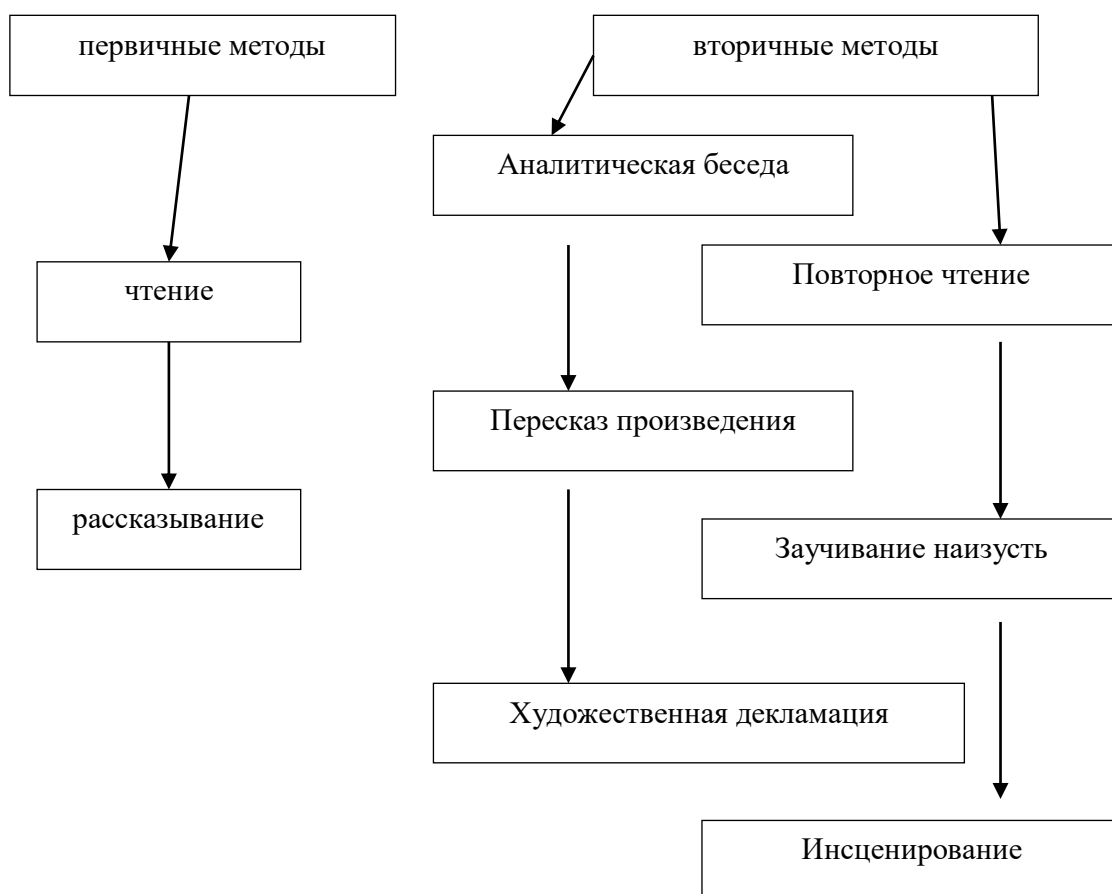 первичные методы
вторичные методы
Аналитическая беседа
чтение
Повторное чтение
Пересказ произведения
рассказывание
Заучивание наизусть
Художественная декламация
Инсценирование